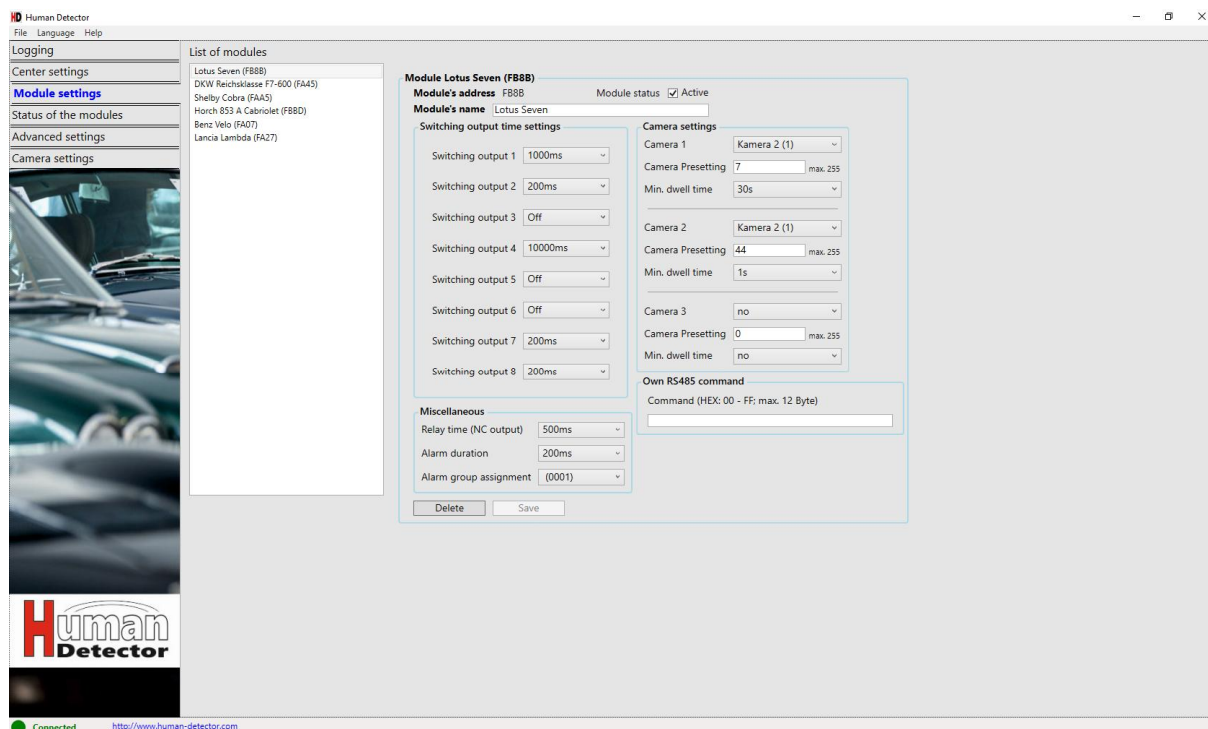 HD Human Detector
File Language Help
Logging
Center settings
Module settings
Status of the modules
Advanced settings
Camera settings
List of modules
Lotus Seven (FB8B)
DKW Reichsklasse F7-600 (FA45)
Shelby Cobra (FAA5)
Horch 853 A Cabriolet (FBBD)
Benz Velo (FA07)
Lancia Lambda (FA27)
Module Lotus Seven (FB8B)
Module's address FB8B Module status Active
Module's name Lotus Seven
Switching output time settings
Switching output 1 1000ms
Switching output 2 200ms
Switching output 3 Off
Switching output 4 10000ms
Switching output 5 Off
Switching output 6 Off
Switching output 7 200ms
Switching output 8 200ms
Miscellaneous
Relay time (NC output) 500ms
Alarm duration 200ms
Alarm group assignment (0001)
Camera settings
Camera 1 Kamera 2 (1)
Camera Presetting 7 max. 255
Min. dwell time 30s
Camera 2 Kamera 2 (1)
Camera Presetting 44 max. 255
Min. dwell time 1s
Camera 3 no
Camera Presetting 0 max. 255
Min. dwell time no
Own RS485 command
Command (HEX: 00 - FF; max. 12 Byte)
Delete Save
Human
Detector
Connected http://www.human-detector.com